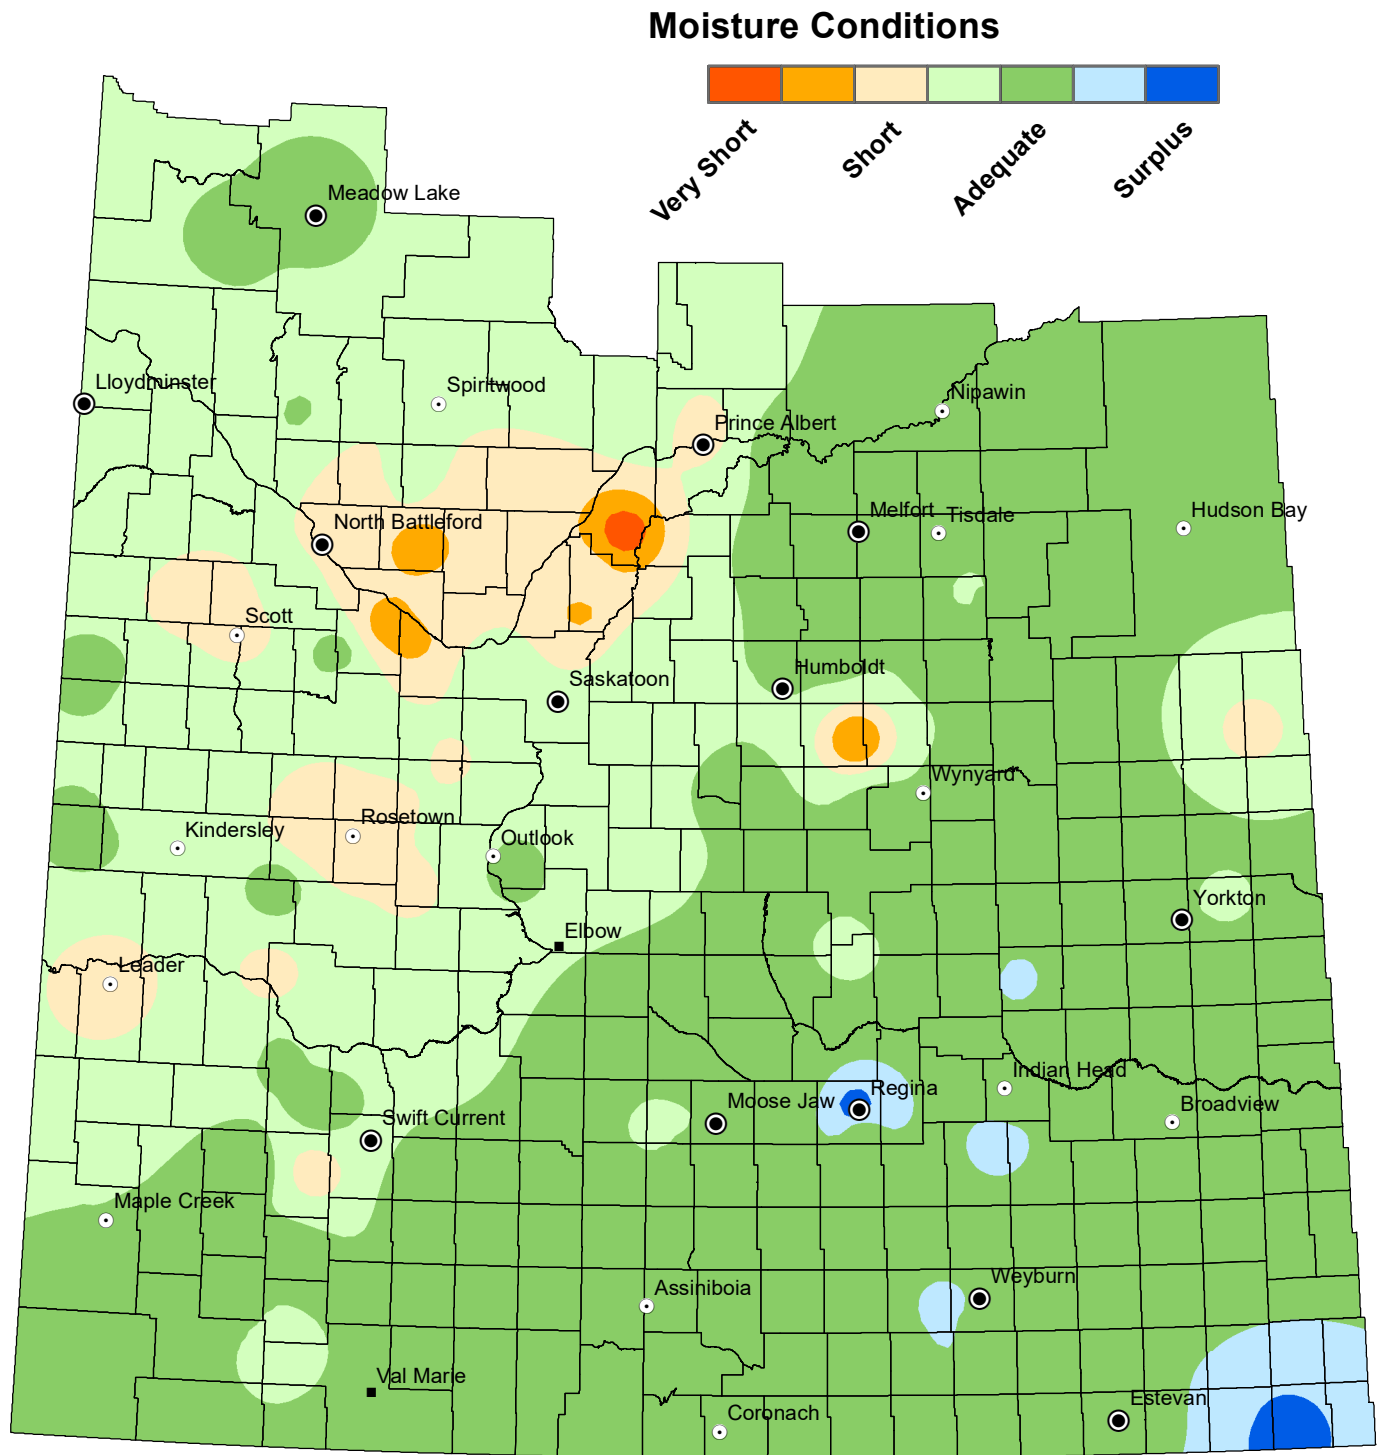 Moisture Conditions
Very Short
Short
Adequate
Surplus
Meadow Lake
Lloydminster
Spiritwood
Nipawin
Prince Albert
North Battleford
Melfort
Tisdale
Hudson Bay
Scott
Saskatoon
Humboldt
Wynyard
Rosetown
Kindersley
Outlook
Yorkton
Elbow
Leader
Indian Head
Regina
Moose Jaw
Broadview
Swift Current
Maple Creek
Weyburn
Assiniboia
Val Marie
Estevan
Coronach